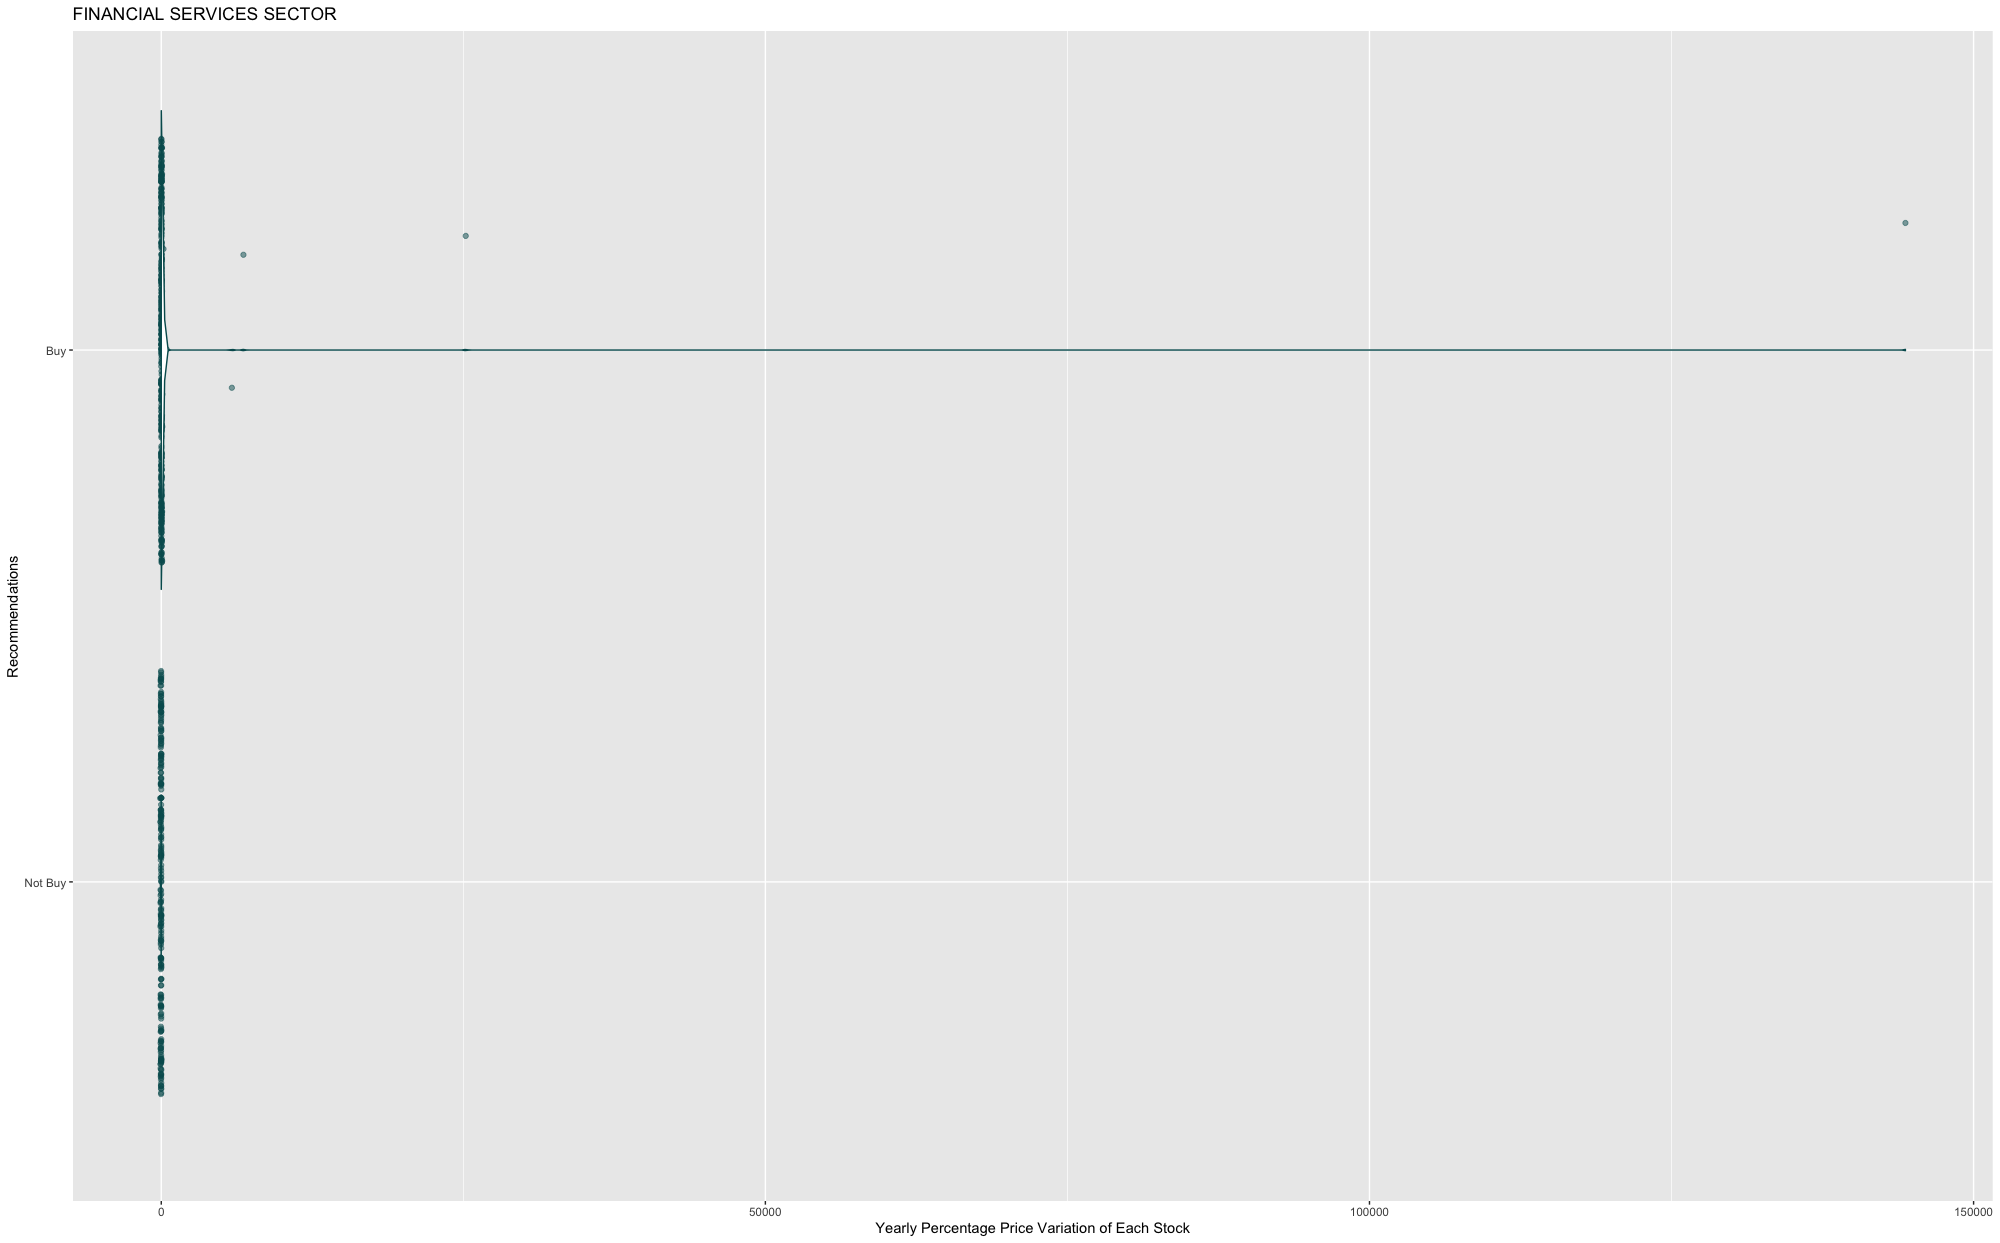 FINANCIAL SERVICES SECTOR
Recommendations
Buy
Not Buy
0
50000
100000
150000
Yearly Percentage Price Variation of Each Stock